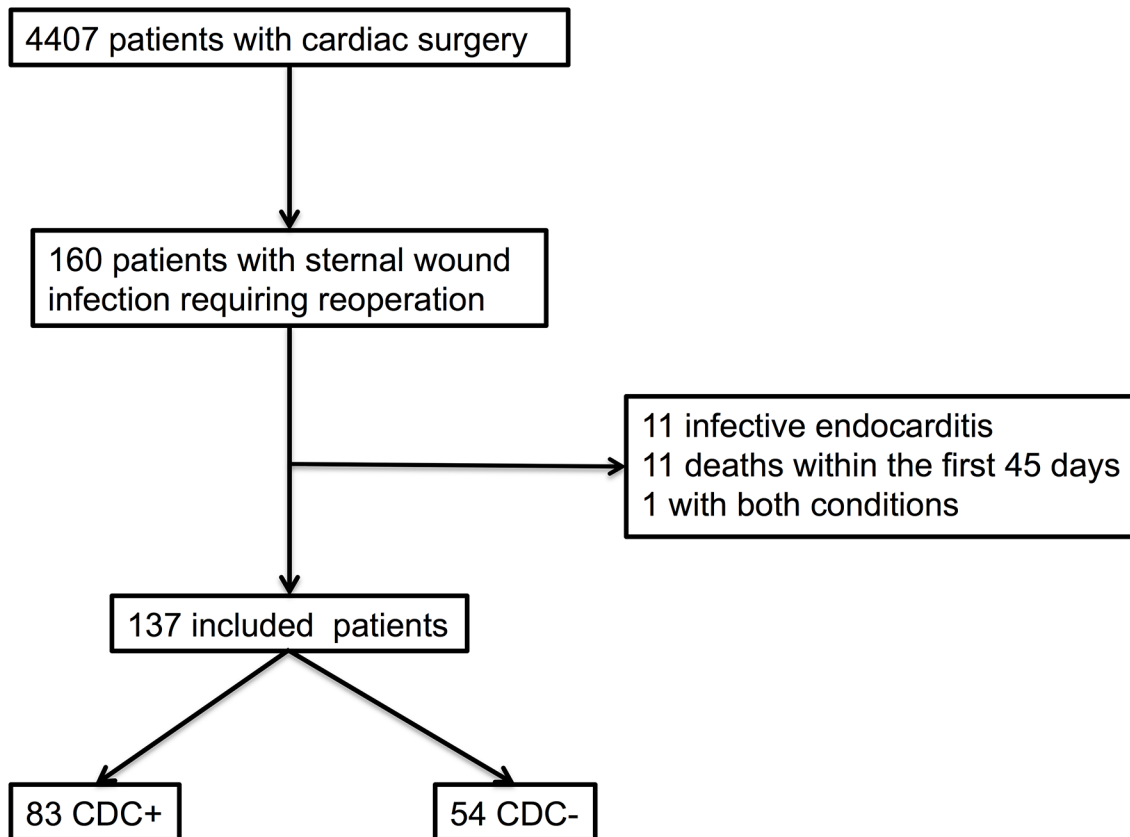 4407 patients with cardiac surgery
160 patients with sternal wound
infection requiring reoperation
11 infective endocarditis
11 deaths within the first 45 days
1 with both conditions
137 included  patients
83 CDC+
54 CDC-